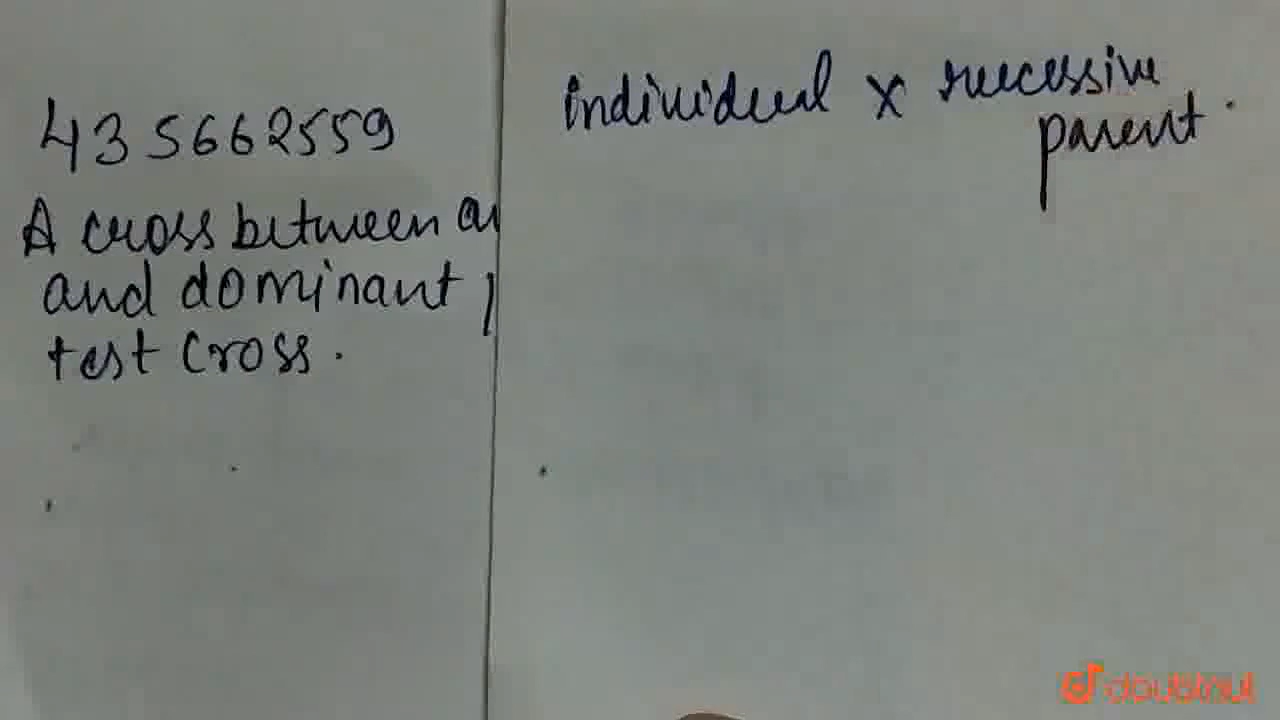 435662559
A cross between
and dominant
test cross.
individual x recessive
parent.
doubtnut